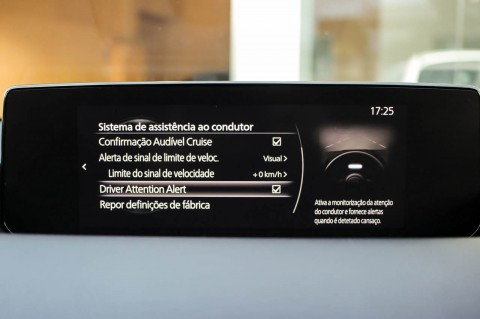 17:25
Sistema de assistência ao condutor
Confirmação Audível Cruise
Alerta de sinal de limite de veloc. Visual >
Limite do sinal de velocidade + 0 km/h >
Driver Attention Alert
Repor definições de fábrica
Ativa a monitorização da atenção
do condutor e fornece alertas
quando é detetado cansaço.